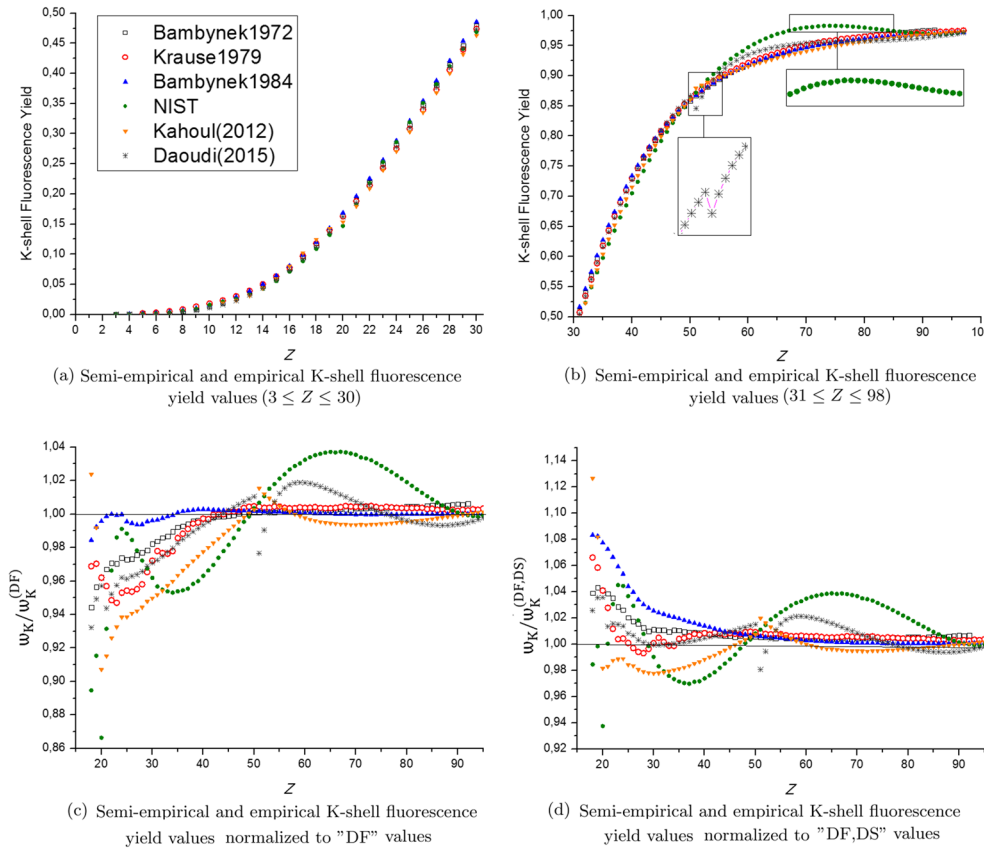 K-shell Fluorescence Yield
0,50
0,45
0,40
0,35
0,30
0,25
0,20
0,15
0,10
0,05
0,00
Bambynek1972
Krause1979
Bambynek1984
NIST
Kahoul(2012)
Daoudi(2015)
0 2 4 6 8 10 12 14 16 18 20 22 24 26 28 30
Z
(a) Semi-empirical and empirical K-shell fluorescence
yield values (3 ≤ Z ≤ 30)
K-shell Fluorescence Yield
1,00
0,95
0,90
0,85
0,80
0,75
0,70
0,65
0,60
0,55
0,50
30 40 50 60 70 80 90 100
Z
(b) Semi-empirical and empirical K-shell fluorescence
yield values (31 ≤ Z ≤ 98)
ω_K/ω_K^(DF)
1,04
1,02
1,00
0,98
0,96
0,94
0,92
0,90
0,88
0,86
20 30 40 50 60 70 80 90
Z
(c) Semi-empirical and empirical K-shell fluorescence
yield values normalized to "DF" values
ω_K/ω_K^(DF,DS)
1,14
1,12
1,10
1,08
1,06
1,04
1,02
1,00
0,98
0,96
0,94
0,92
20 30 40 50 60 70 80 90
Z
(d) Semi-empirical and empirical K-shell fluorescence
yield values normalized to "DF,DS" values